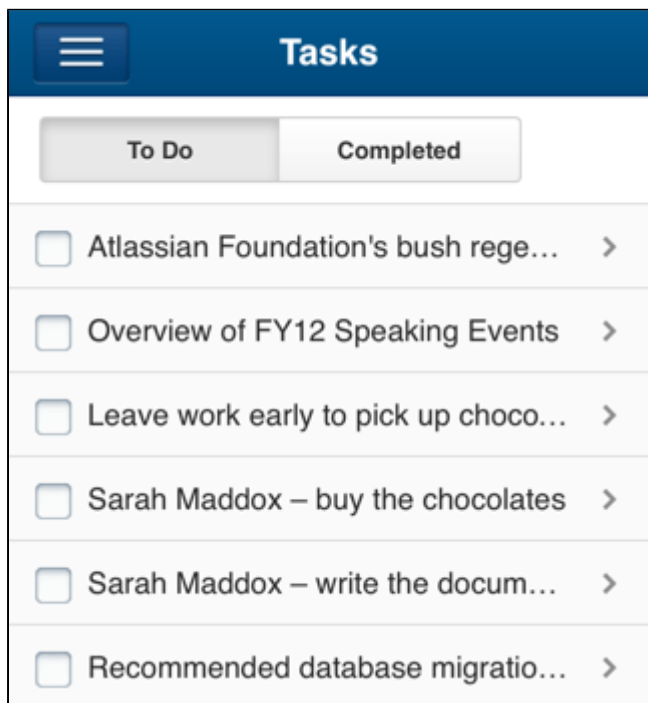 Tasks
To Do
Completed
Atlassian Foundation's bush rege…
Overview of FY12 Speaking Events
Leave work early to pick up choco…
Sarah Maddox – buy the chocolates
Sarah Maddox – write the docum…
Recommended database migratio…